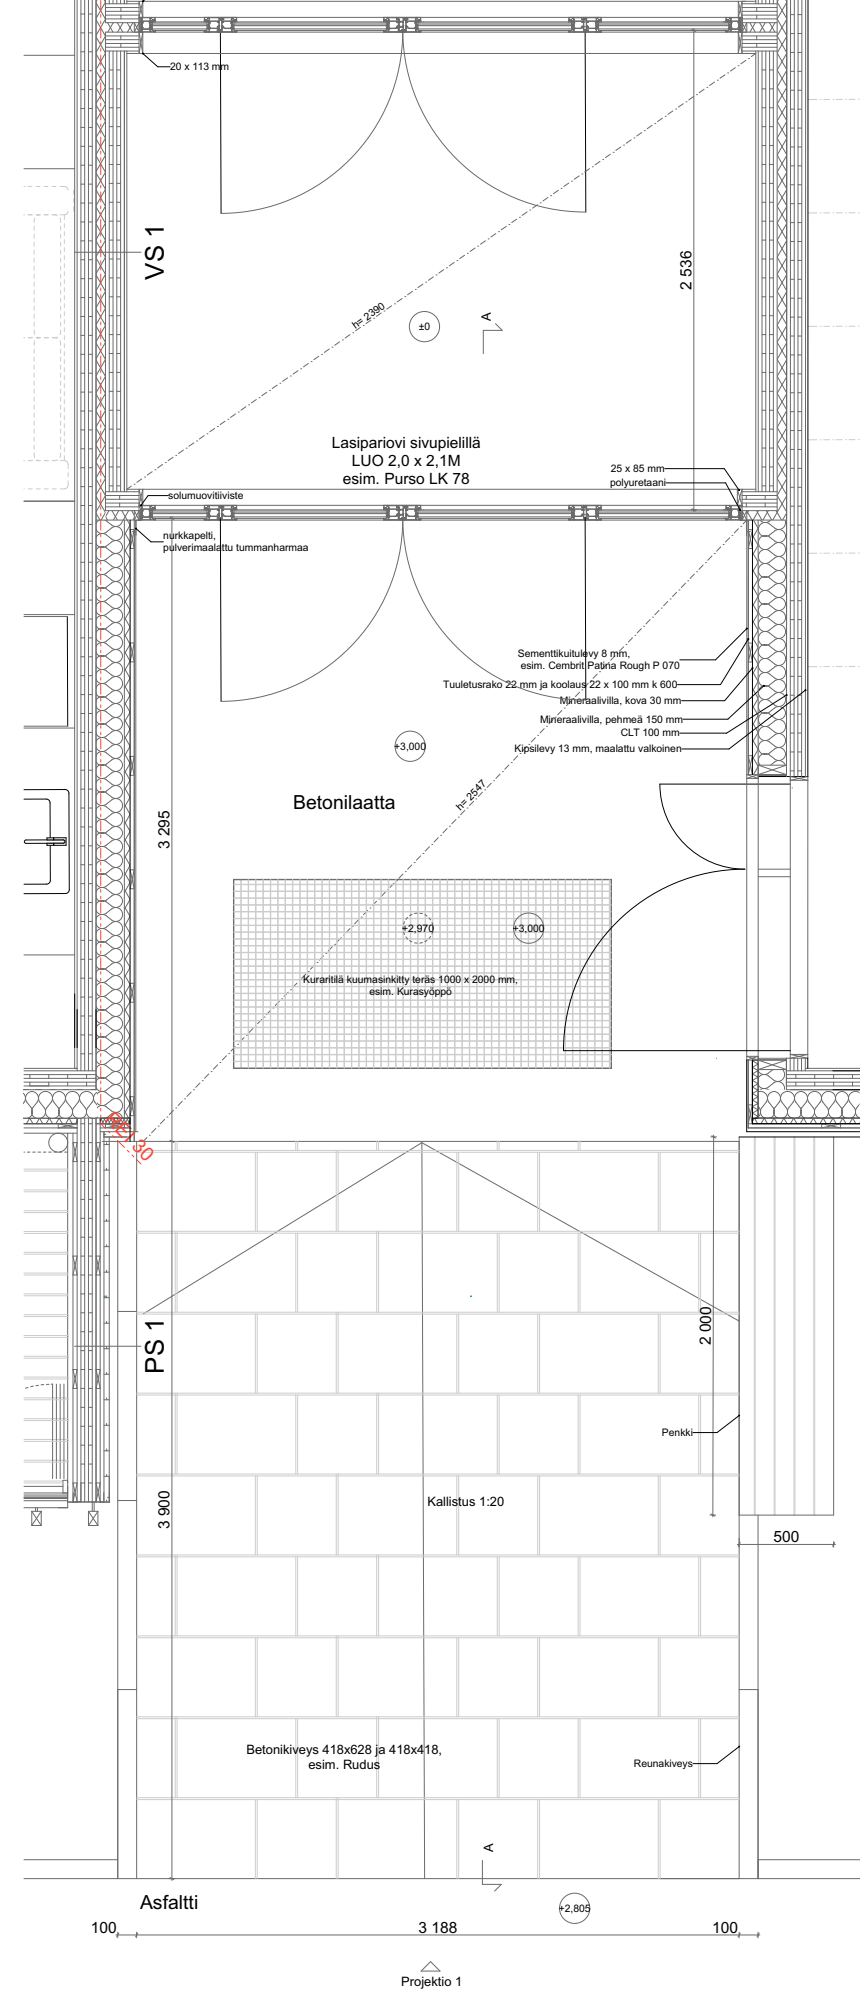 20 x 113 mm
VS 1
2 536
h= 2390
±0
A
Lasipariovi sivupielillä
LUO 2,0 x 2,1M
esim. Purso LK 78
25 x 85 mm
polyuretaani
solumuovitiiviste
nurkkapelti,
pulverimaalattu tummanharmaa
Sementtikuitulevy 8 mm,
esim. Cembrit Patina Rough P 070
Tuuletusrako 22 mm ja koolaus 22 x 100 mm k 600
Mineraalivilla, kova 30 mm
Mineraalivilla, pehmeä 150 mm
CLT 100 mm
Kipsilevy 13 mm, maalattu valkoinen
+3,000
h= 2547
Betonilaatta
3 295
+2,970
+3,000
Kuraritilä kuumasinkitty teräs 1000 x 2000 mm,
esim. Kurasyöppö
REI 30
PS 1
2 000
Penkki
3 900
Kallistus 1:20
500
Betonikiveys 418x628 ja 418x418,
esim. Rudus
Reunakiveys
A
Asfaltti
+2,805
100
3 188
100
Projektio 1